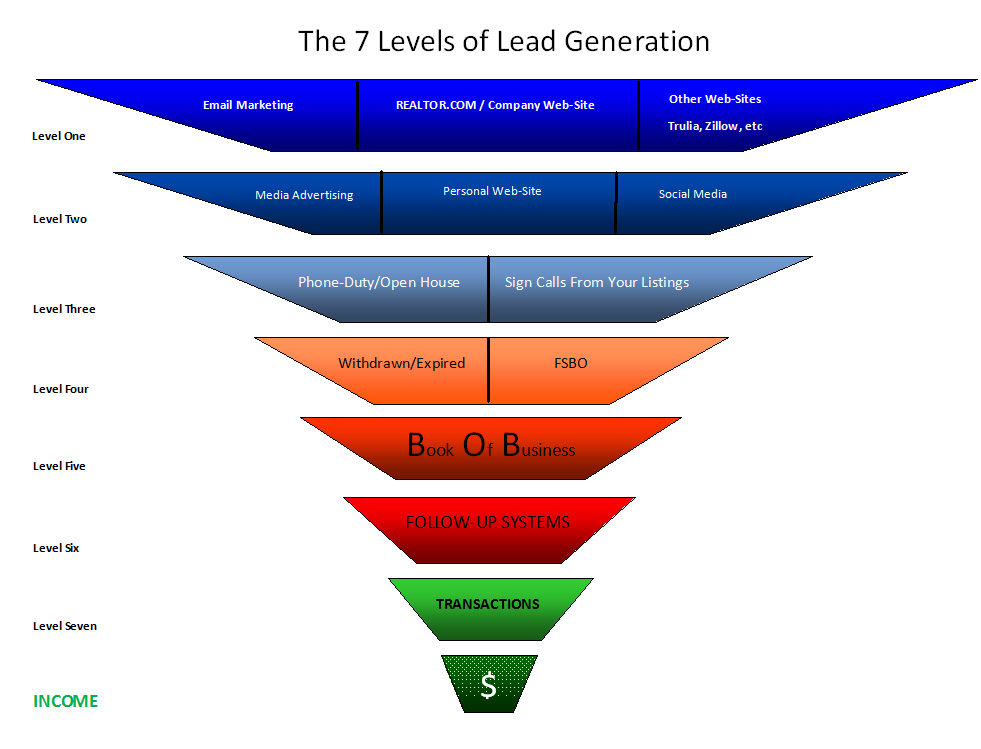 The 7 Levels of Lead Generation
Email Marketing
REALTOR.COM / Company Web-Site
Other Web-Sites
Trulia, Zillow, etc
Level One
Media Advertising
Personal Web-Site
Social Media
Level Two
Phone-Duty/Open House
Sign Calls From Your Listings
Level Three
Withdrawn/Expired
FSBO
Level Four
Book Of Business
Level Five
FOLLOW-UP SYSTEMS
Level Six
TRANSACTIONS
Level Seven
$
INCOME